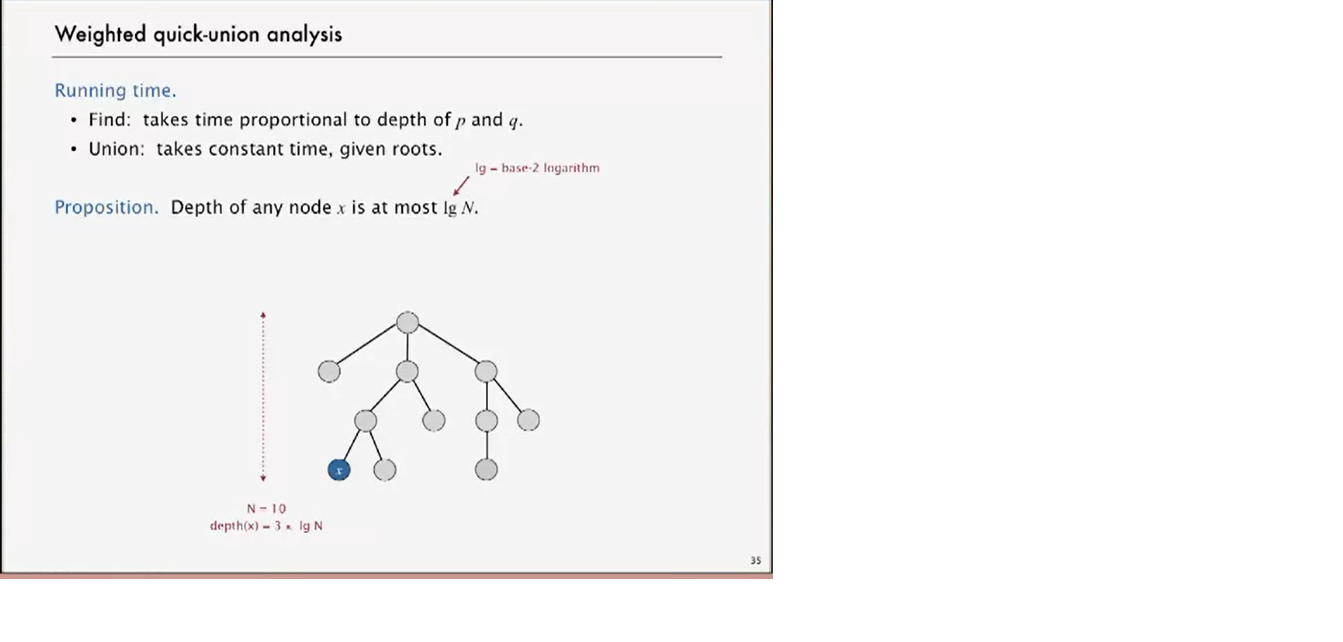 Weighted quick-union analysis
Running time.
• Find: takes time proportional to depth of p and q.
• Union: takes constant time, given roots.
lg = base-2 logarithm
Proposition. Depth of any node x is at most lg N.
x
N = 10
depth(x) = 3 ≤ lg N
35